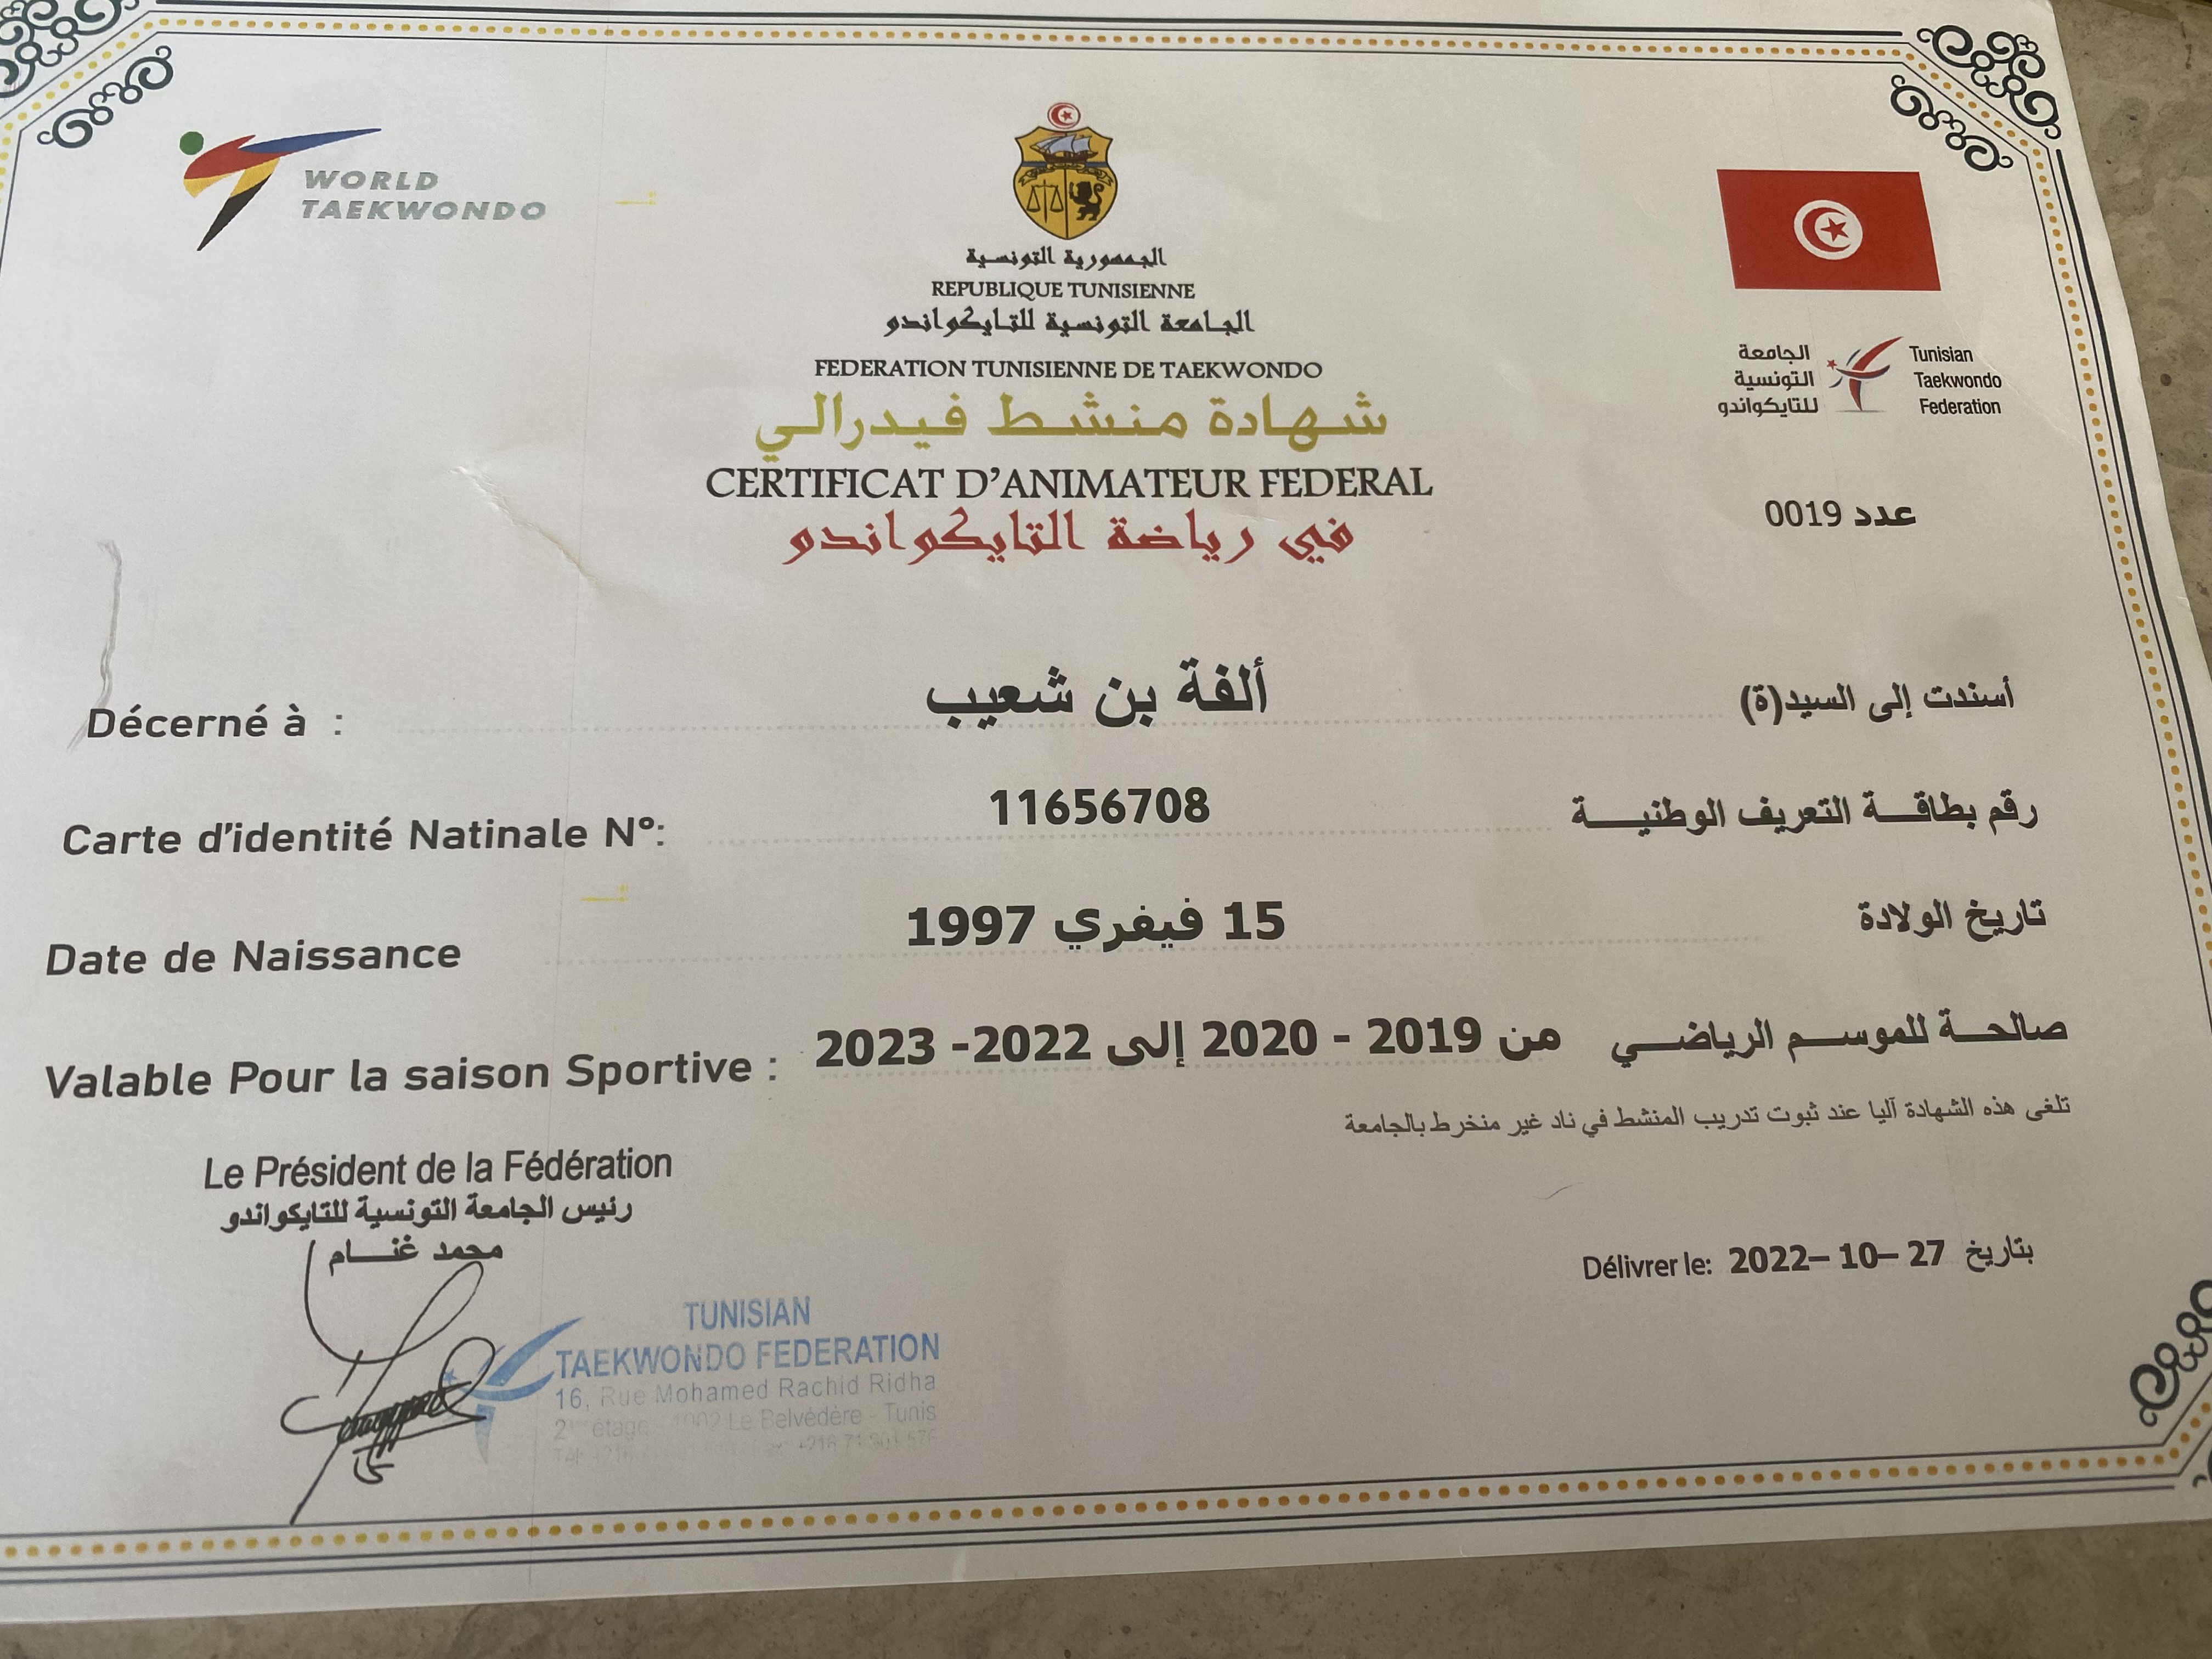 WORLD
TAEKWONDO
الجمهورية التونسية
REPUBLIQUE TUNISIENNE
الجامعة التونسية للتايكواندو
FEDERATION TUNISIENNE DE TAEKWONDO
شهادة منشط فيدرالي
CERTIFICAT D'ANIMATEUR FEDERAL
في رياضة التايكواندو
الجامعة
التونسية
للتايكواندو
Tunisian
Taekwondo
Federation
عدد 0019
أسندت إلى السيد(ة) ألفة بن شعيب Décerné à :
رقم بطاقة التعريف الوطنية 11656708 Carte d'identité Natinale N°:
تاريخ الولادة 15 فيفري 1997 Date de Naissance
صالحة للموسم الرياضي من 2019 - 2020 إلى 2022- 2023 Valable Pour la saison Sportive :
تلغى هذه الشهادة آليا عند ثبوت تدريب المنشط في ناد غير منخرط بالجامعة
Le Président de la Fédération
رئيس الجامعة التونسية للتايكواندو
محمد غنام
بتاريخ 27 -10 -2022 Délivrer le:
TUNISIAN
TAEKWONDO FEDERATION
16, Rue Mohamed Rachid Ridha
étage 1002 Le Belvédère - Tunis